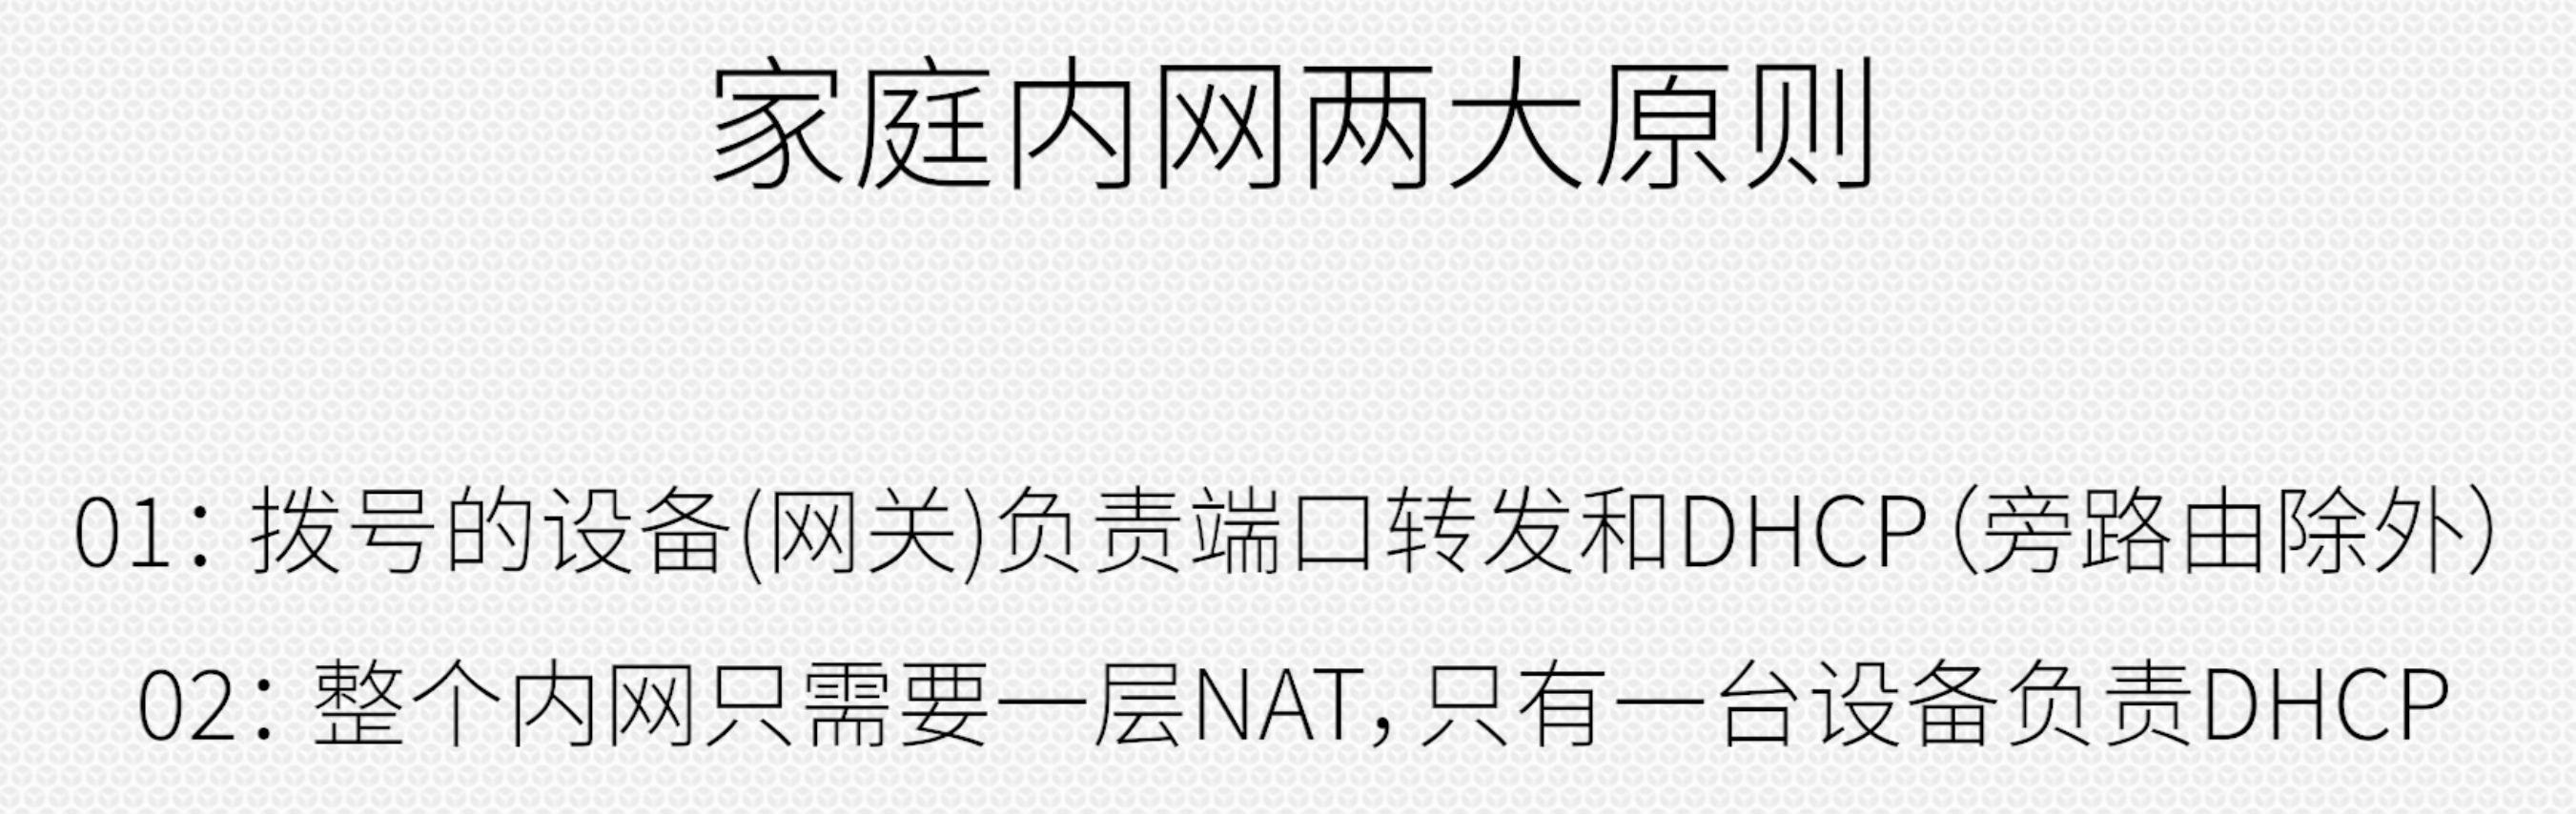 家庭内网两大原则
01：拨号的设备(网关)负责端口转发和DHCP（旁路由除外）
02：整个内网只需要一层NAT，只有一台设备负责DHCP